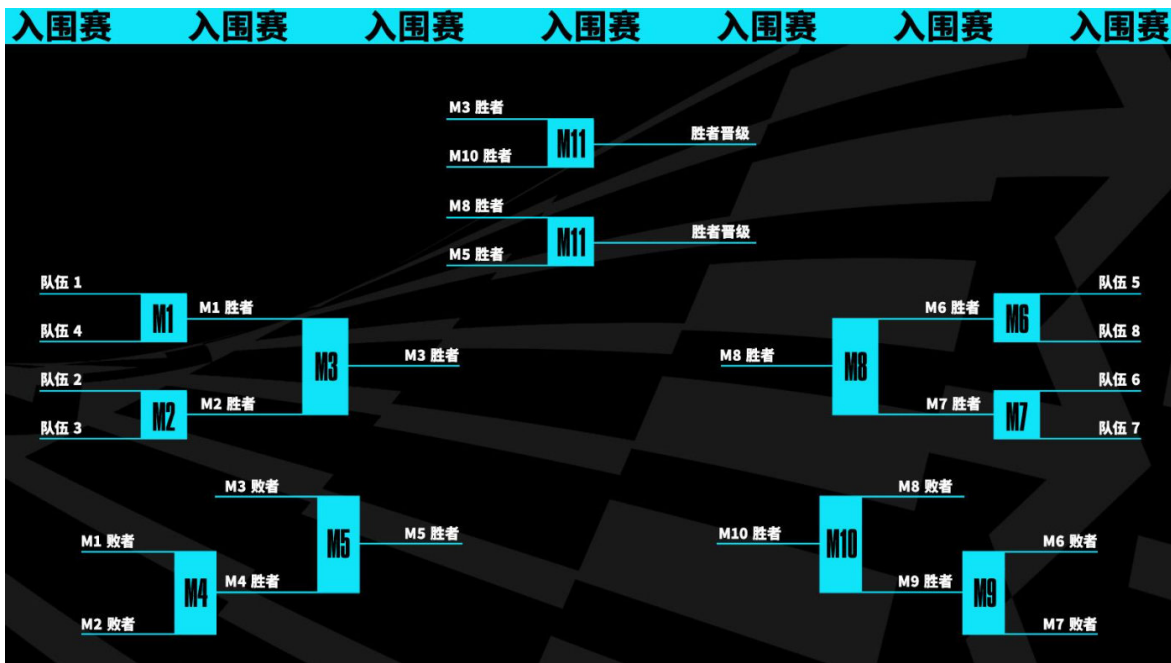 入围赛 入围赛 入围赛 入围赛 入围赛 入围赛 入围赛
M3 胜者
M11
胜者晋级
M10 胜者
M8 胜者
M11
胜者晋级
M5 胜者
队伍 1
M1
M1 胜者
队伍 4
队伍 2
M2
M2 胜者
队伍 3
M3
M3 胜者
M8 胜者
M8
M6 胜者
M6
队伍 5
队伍 8
M7 胜者
M7
队伍 6
队伍 7
M3 败者
M5
M5 胜者
M1 败者
M4
M4 胜者
M2 败者
M8 败者
M10 胜者
M10
M9 胜者
M9
M6 败者
M7 败者